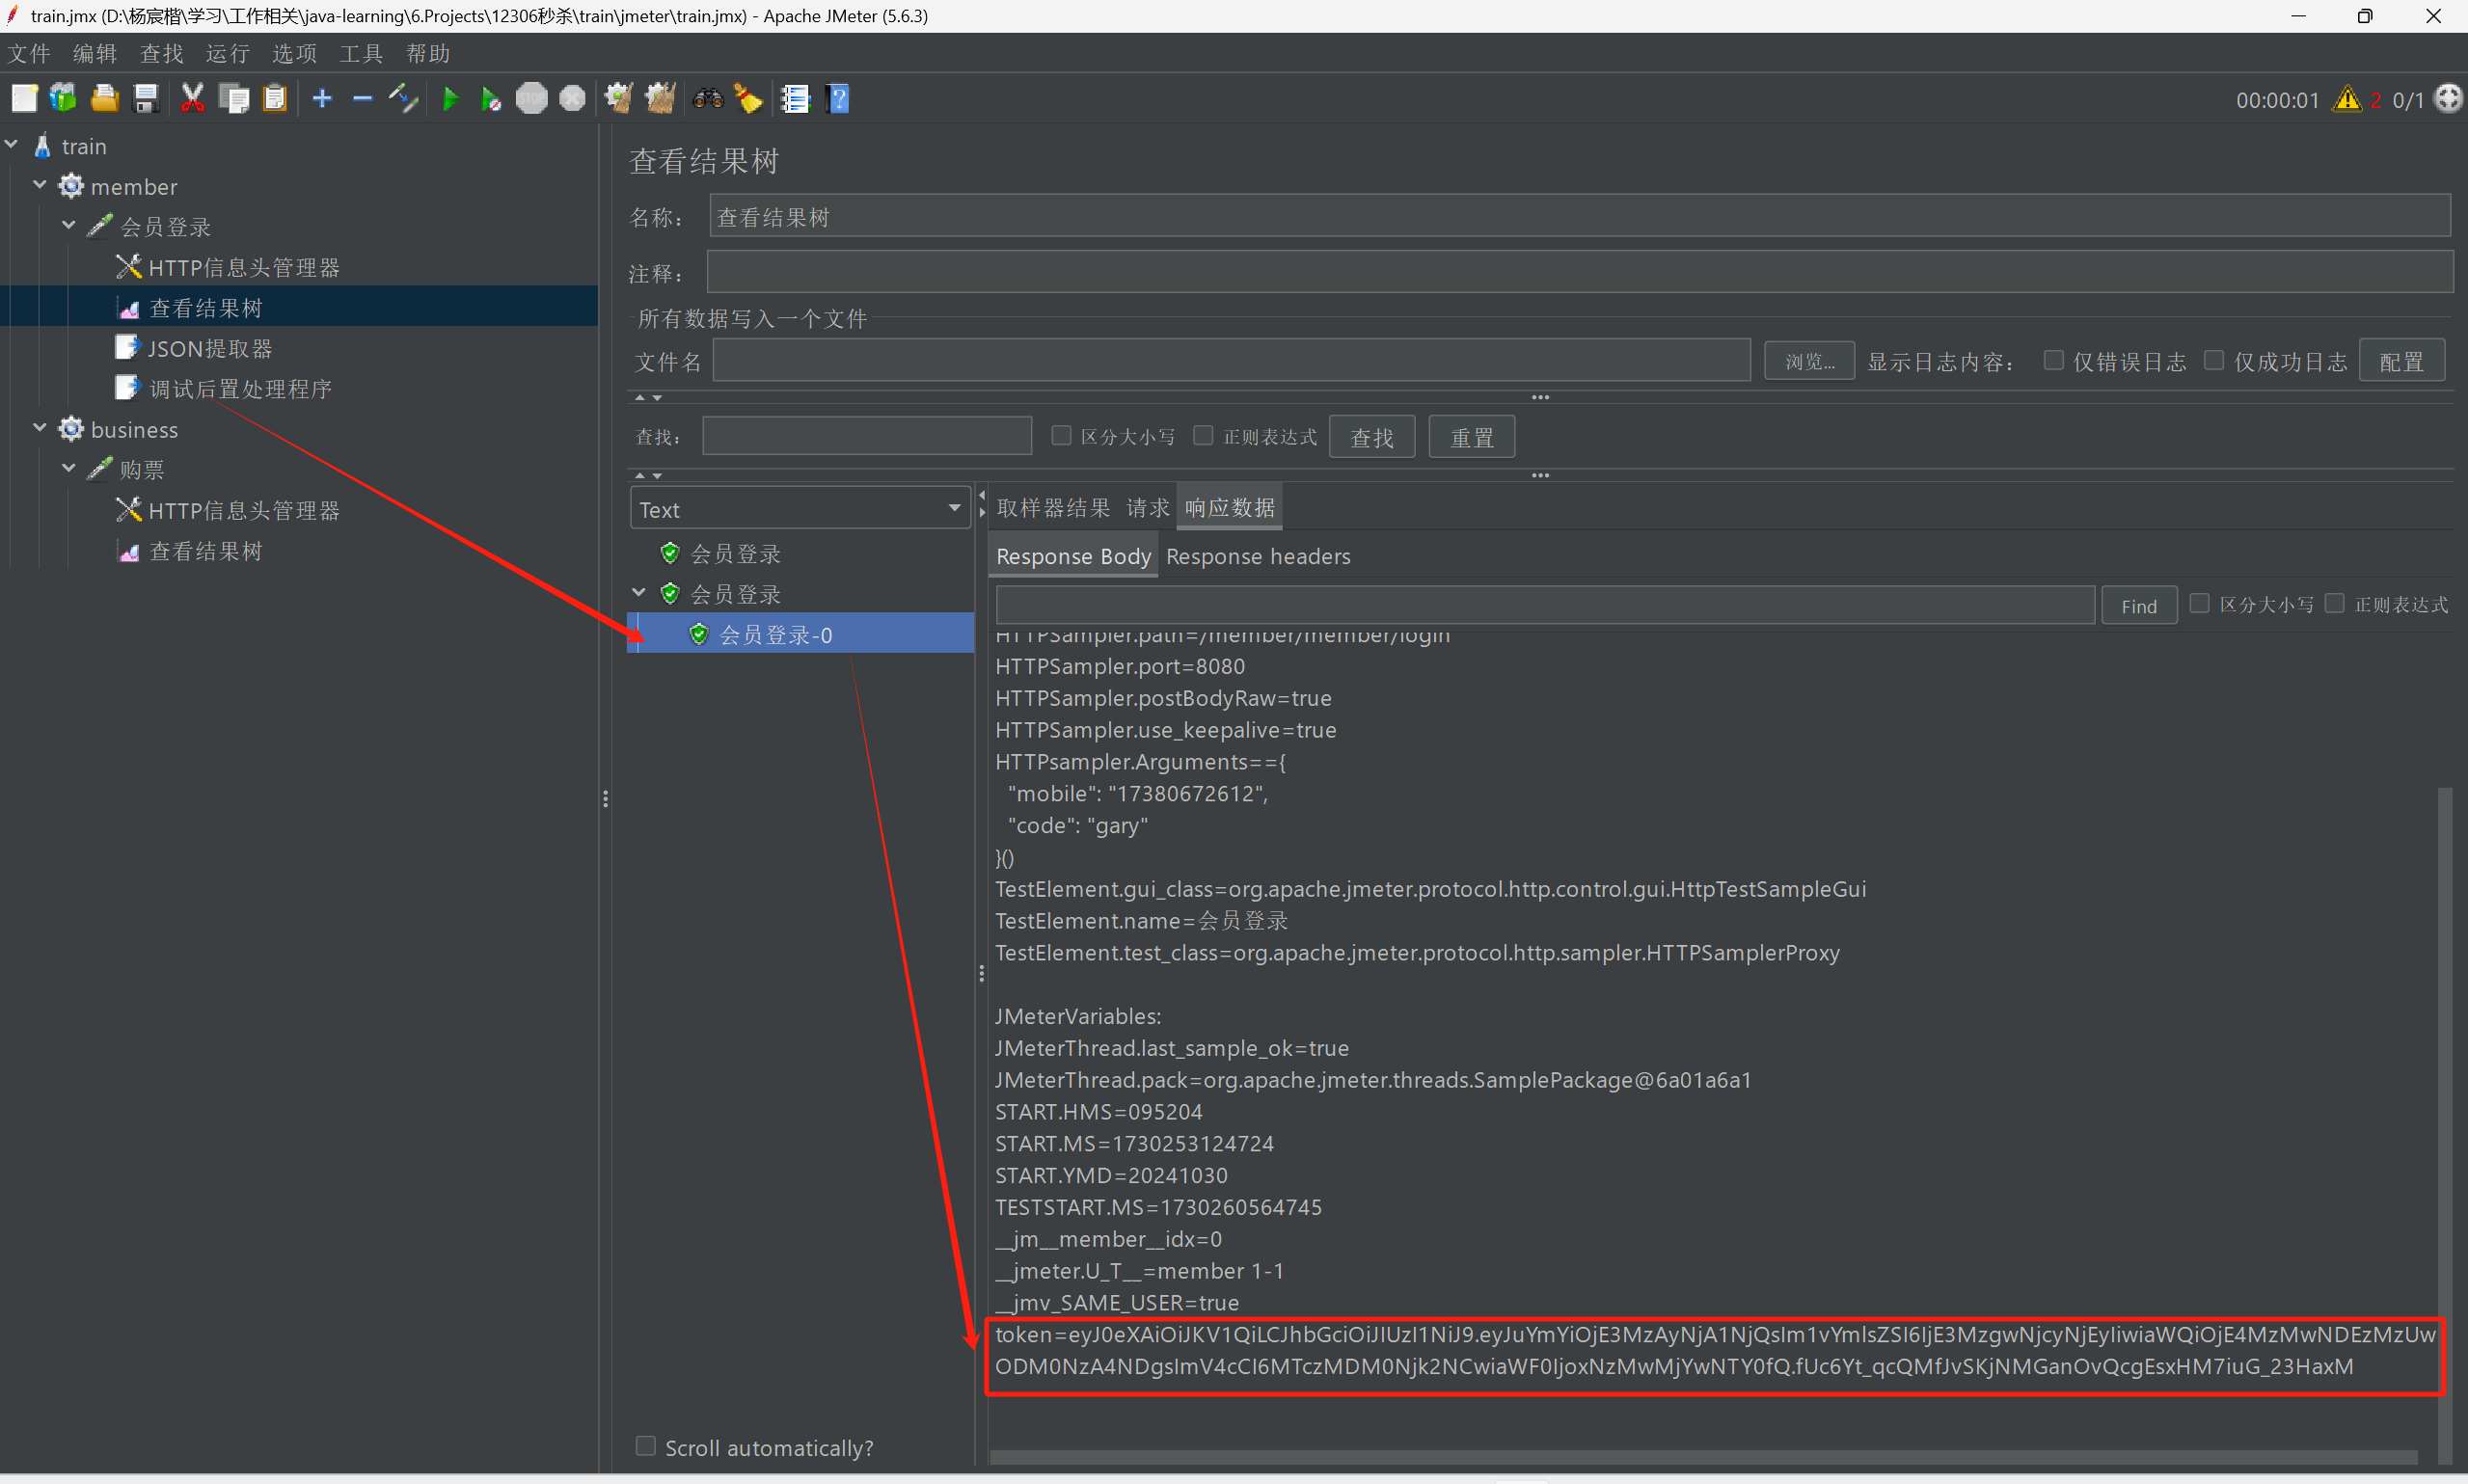 train.jmx (D:\杨宸楷\学习\工作相关\java-learning\6.Projects\12306秒杀\train\jmeter\train.jmx) - Apache JMeter (5.6.3)
文件 编辑 查找 运行 选项 工具 帮助
00:00:01 2 0/1
train
member
会员登录
HTTP信息头管理器
查看结果树
JSON提取器
调试后置处理程序
business
购票
HTTP信息头管理器
查看结果树
查看结果树
名称： 查看结果树
注释：
所有数据写入一个文件
文件名 浏览... 显示日志内容： 仅错误日志 仅成功日志 配置
查找： 区分大小写 正则表达式 查找 重置
Text
会员登录
会员登录
会员登录-0
Scroll automatically?
取样器结果 请求 响应数据
Response Body Response headers
Find 区分大小写 正则表达式
HTTPSampler.path=/member/member/login
HTTPSampler.port=8080
HTTPSampler.postBodyRaw=true
HTTPSampler.use_keepalive=true
HTTPsampler.Arguments=={
"mobile": "17380672612",
"code": "gary"
}()
TestElement.gui_class=org.apache.jmeter.protocol.http.control.gui.HttpTestSampleGui
TestElement.name=会员登录
TestElement.test_class=org.apache.jmeter.protocol.http.sampler.HTTPSamplerProxy
JMeterVariables:
JMeterThread.last_sample_ok=true
JMeterThread.pack=org.apache.jmeter.threads.SamplePackage@6a01a6a1
START.HMS=095204
START.MS=1730253124724
START.YMD=20241030
TESTSTART.MS=1730260564745
__jm__member__idx=0
__jmeter.U_T__=member 1-1
__jmv_SAME_USER=true
token=eyJ0eXAiOiJKV1QiLCJhbGciOiJIUzI1NiJ9.eyJuYmYiOjE3MzAyNjA1NjQsIm1vYmlsZSI6IjE3MzgwNjcyNjEyIiwiaWQiOjE4MzMwNDEzMzUw
ODM0NzA4NDgsImV4cCI6MTczMDM0Njk2NCwiaWF0IjoxNzMwMjYwNTY0fQ.fUc6Yt_qcQMfJvSKjNMGanOvQcgEsxHM7iuG_23HaxM